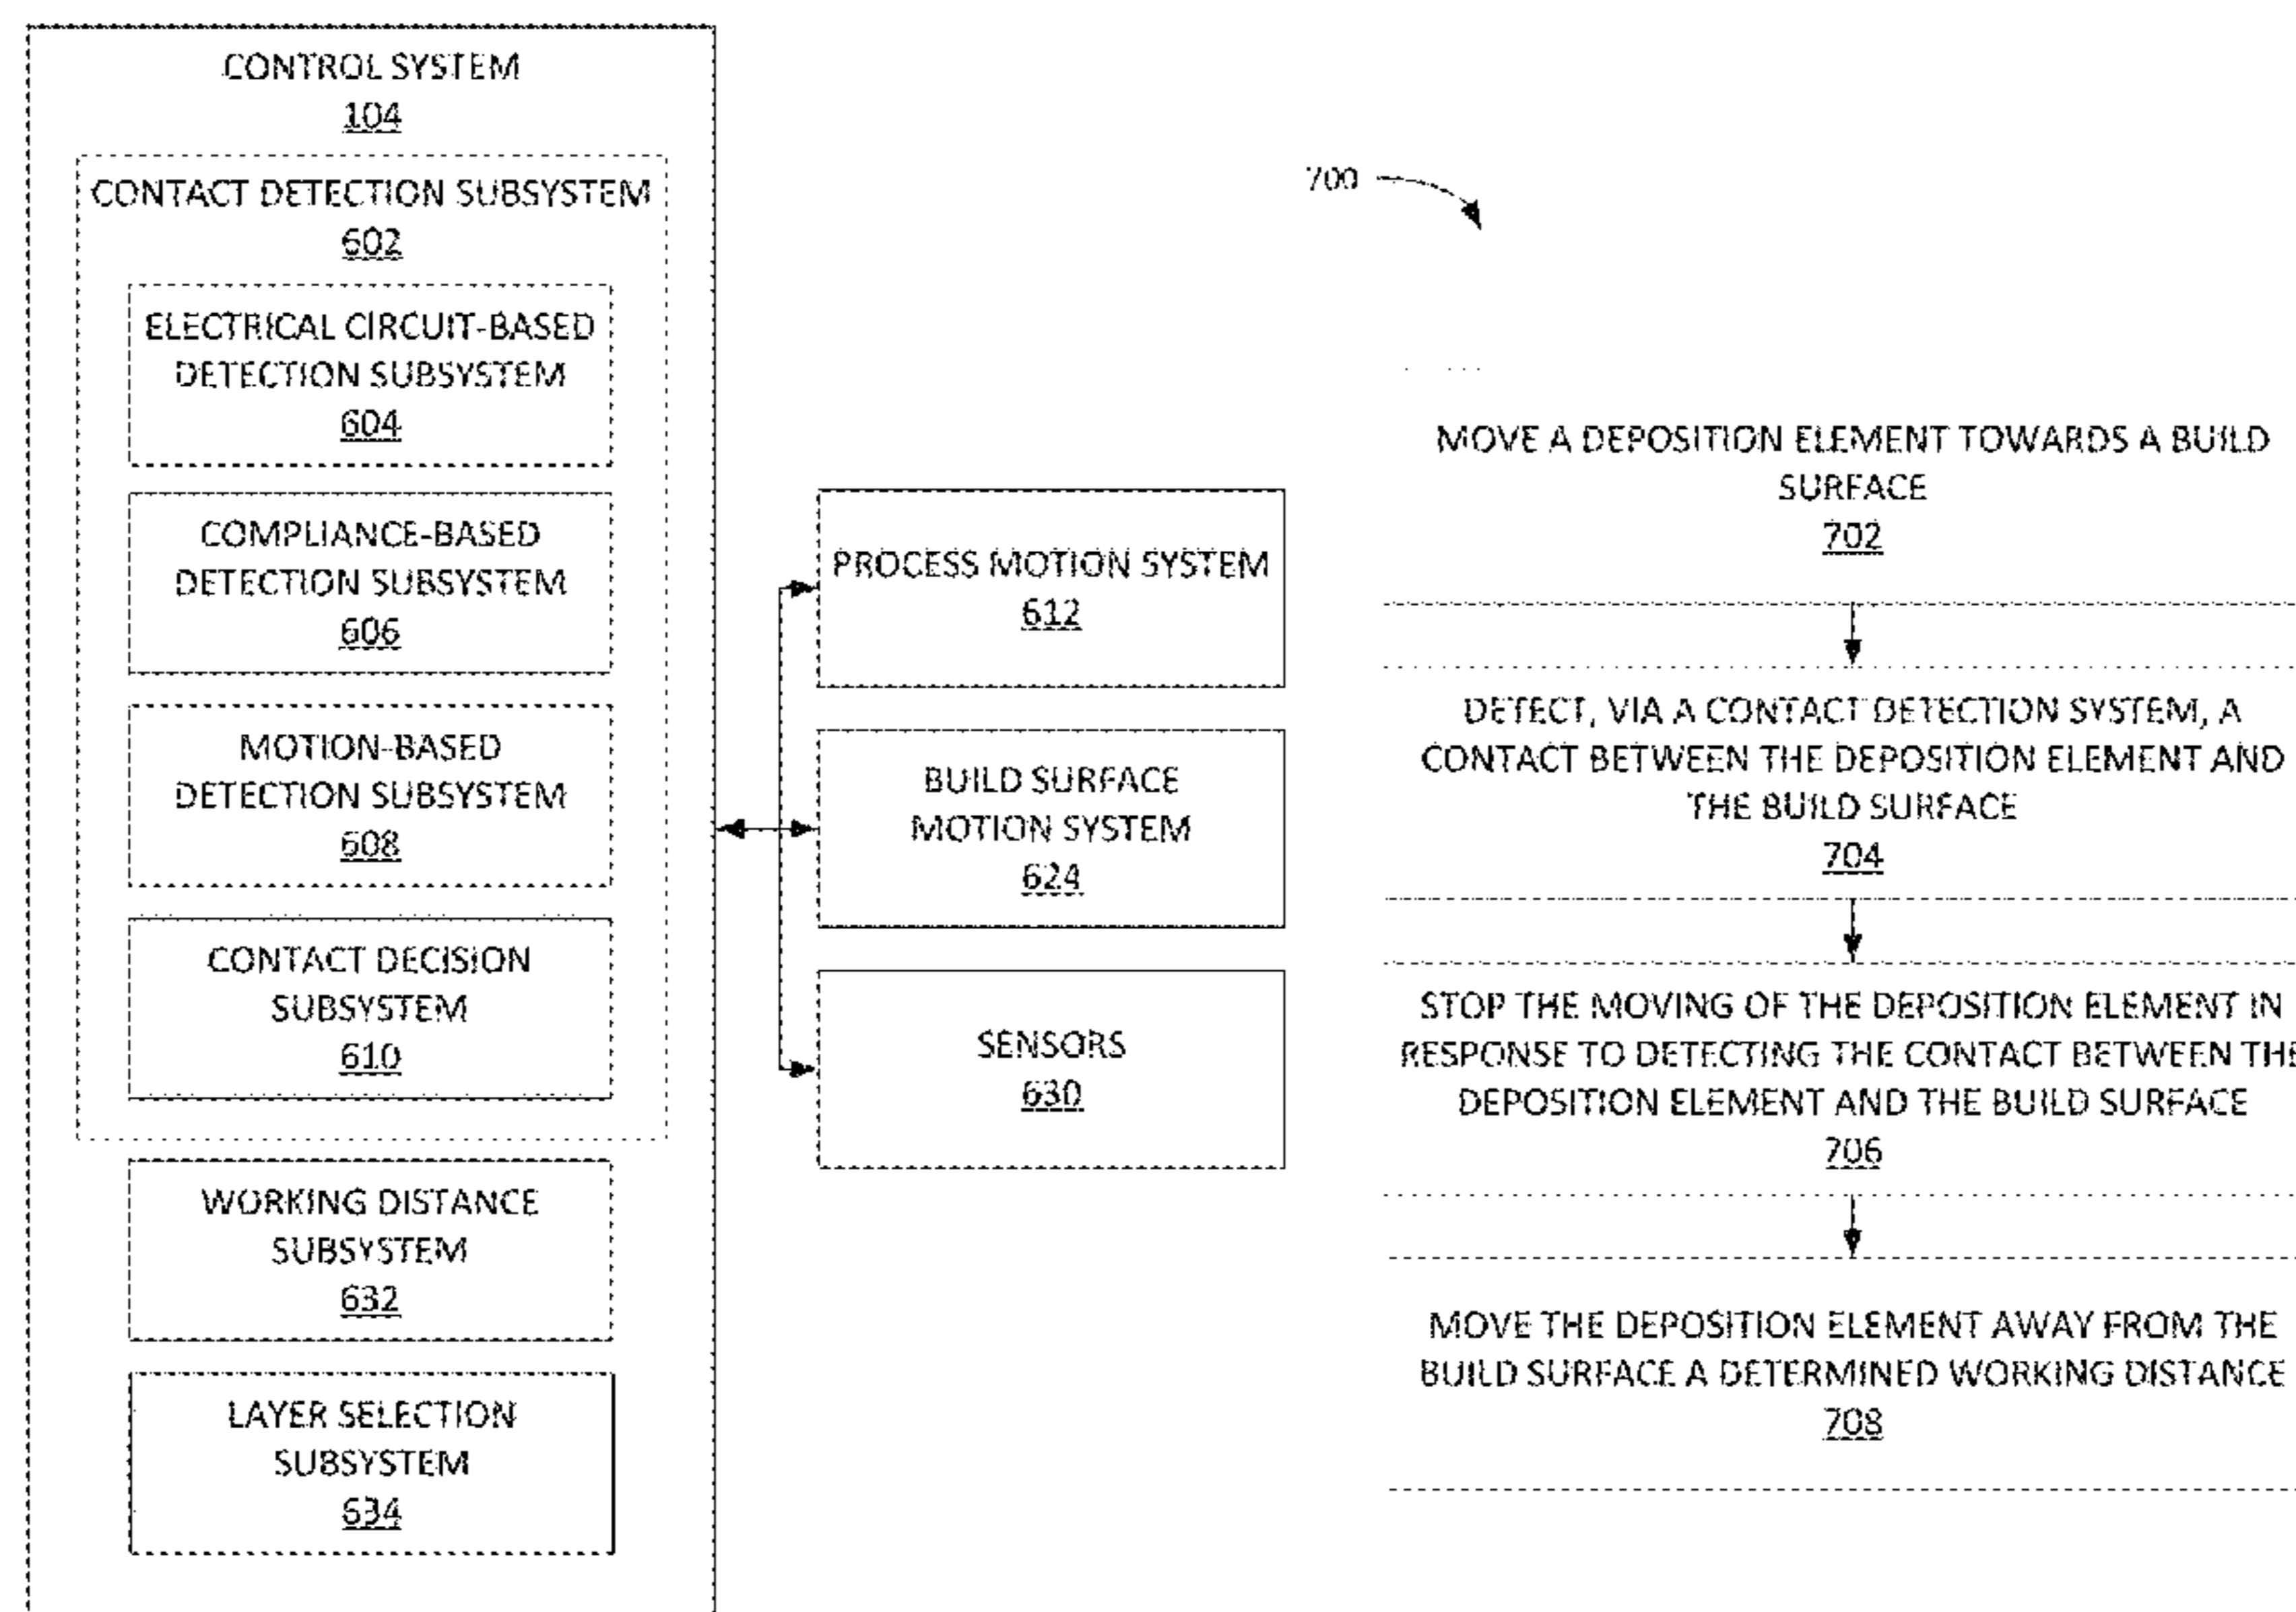 CONTROL SYSTEM
104
CONTACT DETECTION SUBSYSTEM
602
ELECTRICAL CIRCUIT-BASED
DETECTION SUBSYSTEM
604
COMPLIANCE-BASED
DETECTION SUBSYSTEM
606
MOTION-BASED
DETECTION SUBSYSTEM
608
CONTACT DECISION
SUBSYSTEM
610
WORKING DISTANCE
SUBSYSTEM
632
LAYER SELECTION
SUBSYSTEM
634
PROCESS MOTION SYSTEM
612
BUILD SURFACE
MOTION SYSTEM
624
SENSORS
630
700
MOVE A DEPOSITION ELEMENT TOWARDS A BUILD
SURFACE
702
DETECT, VIA A CONTACT DETECTION SYSTEM, A
CONTACT BETWEEN THE DEPOSITION ELEMENT AND
THE BUILD SURFACE
704
STOP THE MOVING OF THE DEPOSITION ELEMENT IN
RESPONSE TO DETECTING THE CONTACT BETWEEN THE
DEPOSITION ELEMENT AND THE BUILD SURFACE
706
MOVE THE DEPOSITION ELEMENT AWAY FROM THE
BUILD SURFACE A DETERMINED WORKING DISTANCE
708